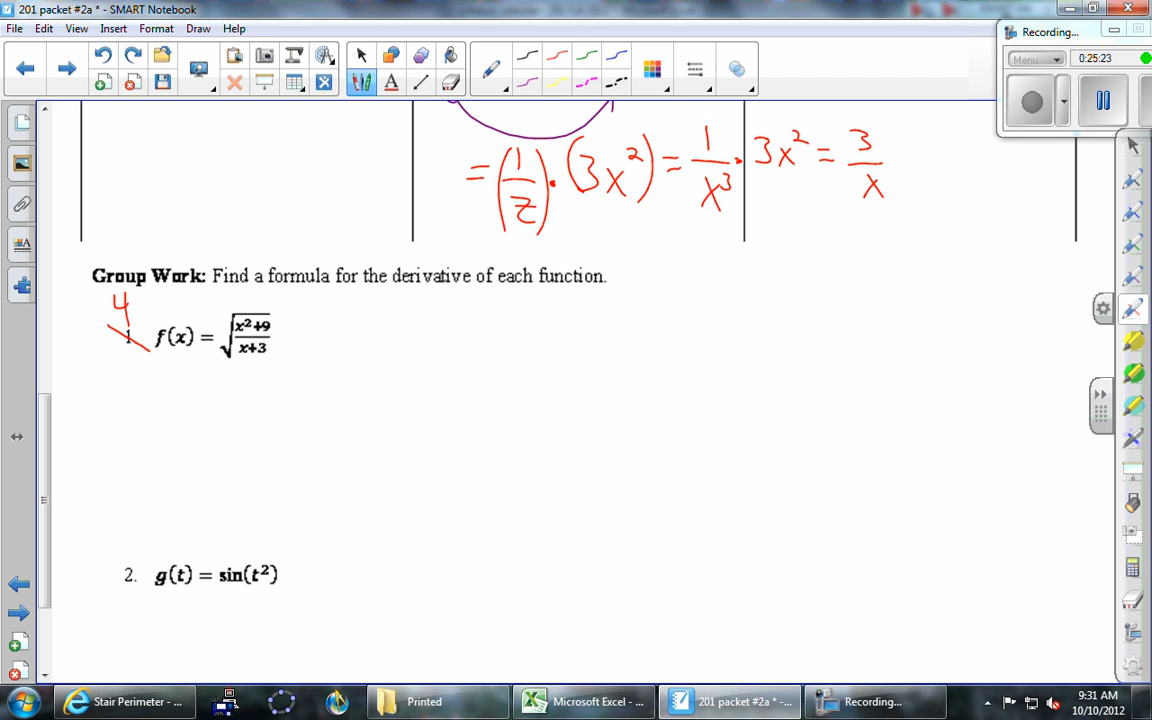 201 packet #2a * - SMART Notebook
File Edit View Insert Format Draw Help
Recording...
Menu
0:25:23
= (1/z) · (3x²) = 1/x³ · 3x² = 3/x
Group Work: Find a formula for the derivative of each function.
4
1. f(x) = √((x²+9)/(x+3))
2. g(t) = sin(t²)
Stair Perimeter - ...
Printed
Microsoft Excel - ...
201 packet #2a * -...
Recording...
9:31 AM
10/10/2012